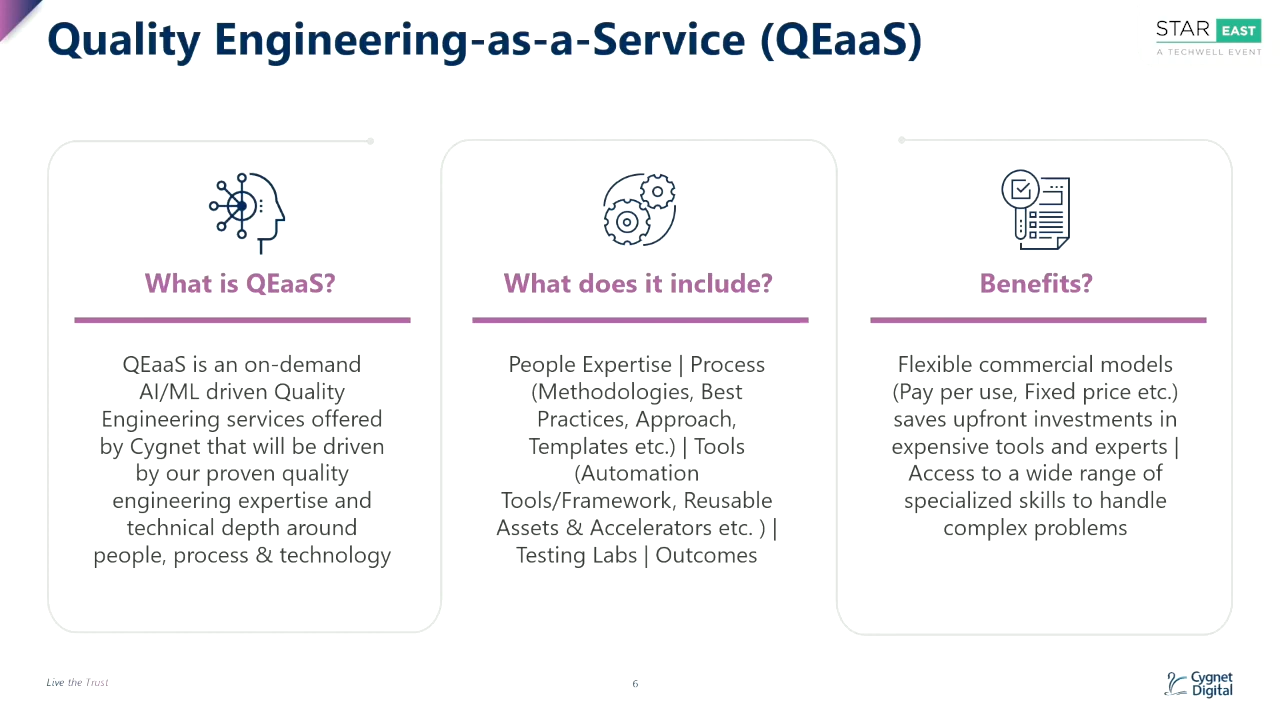 Quality Engineering-as-a-Service (QEaaS)
STAR EAST
A TECHWELL EVENT
What is QEaaS?
QEaaS is an on-demand
AI/ML driven Quality
Engineering services offered
by Cygnet that will be driven
by our proven quality
engineering expertise and
technical depth around
people, process & technology
What does it include?
People Expertise | Process
(Methodologies, Best
Practices, Approach,
Templates etc.) | Tools
(Automation
Tools/Framework, Reusable
Assets & Accelerators etc. ) |
Testing Labs | Outcomes
Benefits?
Flexible commercial models
(Pay per use, Fixed price etc.)
saves upfront investments in
expensive tools and experts |
Access to a wide range of
specialized skills to handle
complex problems
Live the Trust
6
Cygnet
Digital